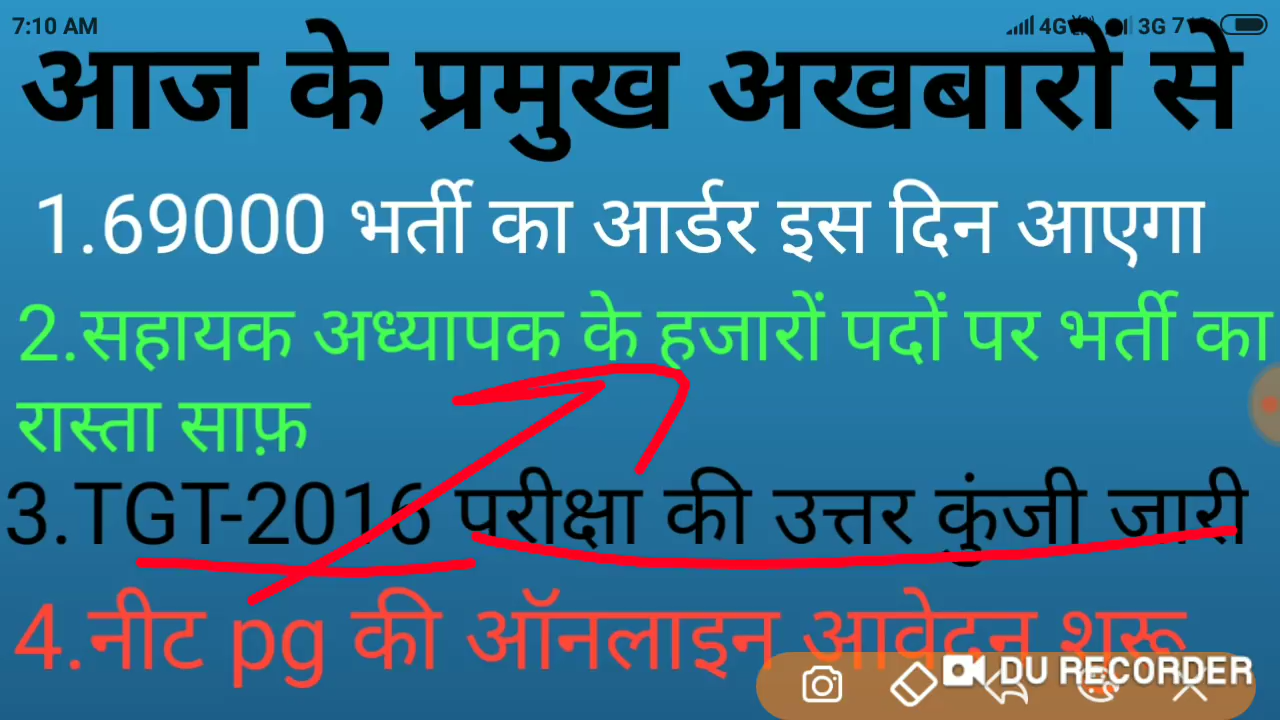 7:10 AM
4G 3G 7
आज के प्रमुख अखबारों से
1.69000 भर्ती का आर्डर इस दिन आएगा
2.सहायक अध्यापक के हजारों पदों पर भर्ती का
रास्ता साफ़
3.TGT-2016 परीक्षा की उत्तर कुंजी जारी
4.नीट pg की ऑनलाइन आवेदन शुरू
DU RECORDER